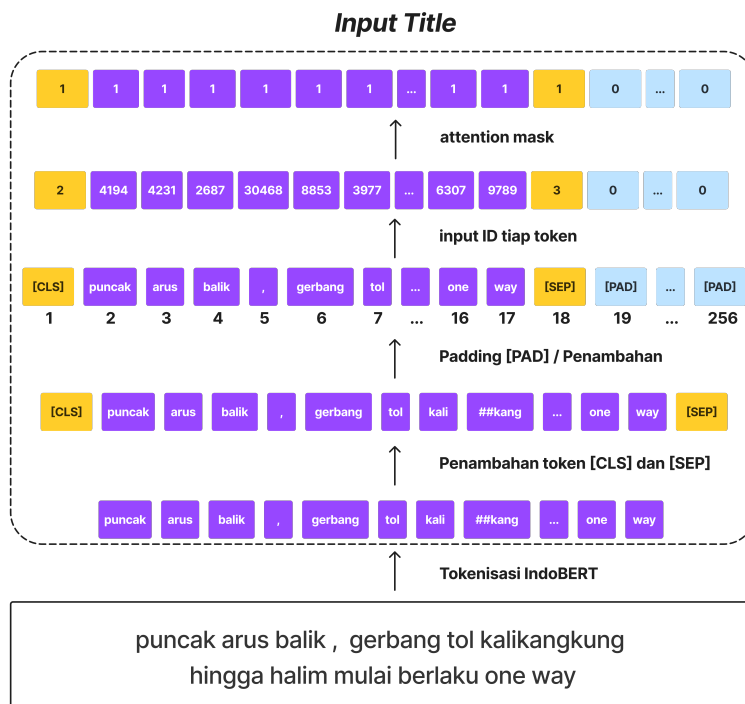 Input Title
1 1 1 1 1 1 1 ... 1 1 1 0 ... 0
attention mask
2 4194 4231 2687 30468 8853 3977 ... 6307 9789 3 0 ... 0
input ID tiap token
[CLS] puncak arus balik , gerbang tol ... one way [SEP] [PAD] ... [PAD]
1 2 3 4 5 6 7 ... 16 17 18 19 ... 256
Padding [PAD] / Penambahan
[CLS] puncak arus balik , gerbang tol kali ##kang ... one way [SEP]
Penambahan token [CLS] dan [SEP]
puncak arus balik , gerbang tol kali ##kang ... one way
Tokenisasi IndoBERT
puncak arus balik , gerbang tol kalikangkung
hingga halim mulai berlaku one way